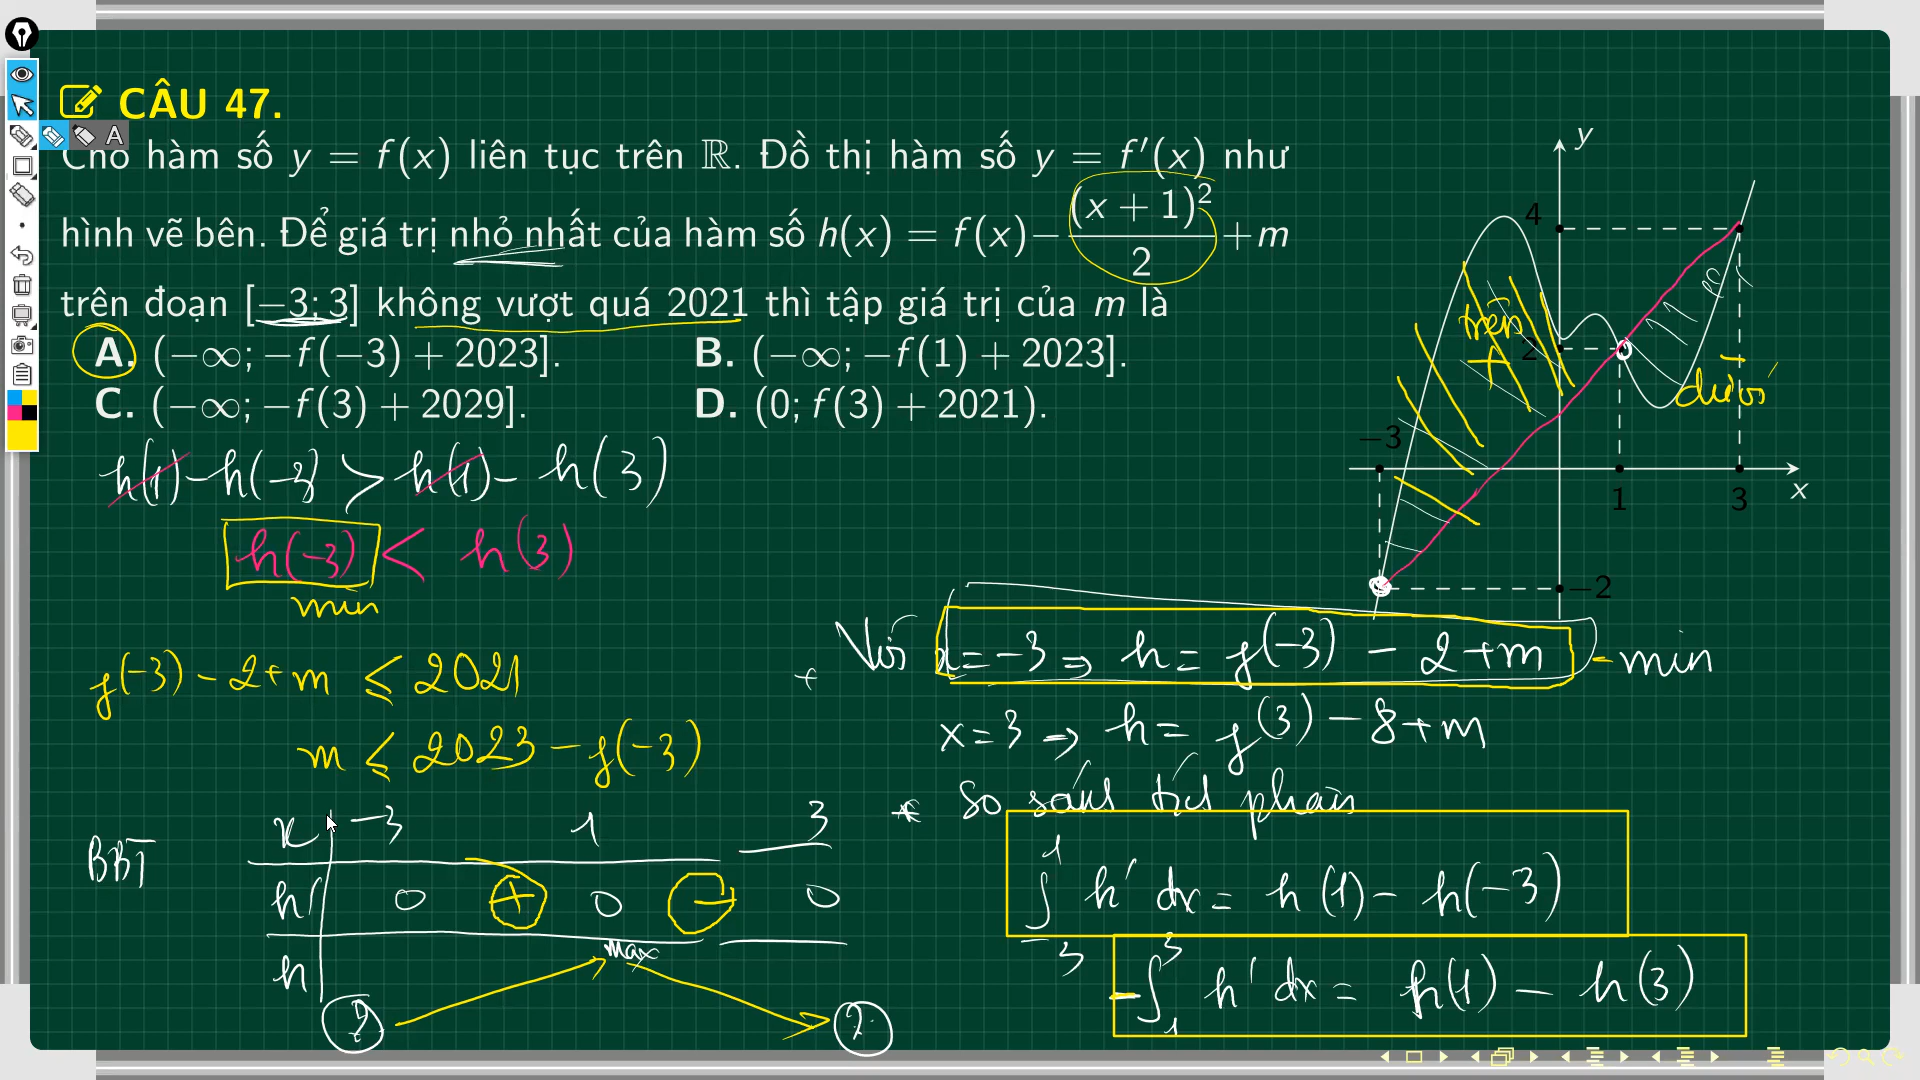 CÂU 47.
Cho hàm số y = f(x) liên tục trên ℝ. Đồ thị hàm số y = f′(x) như
hình vẽ bên. Để giá trị nhỏ nhất của hàm số h(x) = f(x) − (x + 1)²/2 + m
trên đoạn [−3; 3] không vượt quá 2021 thì tập giá trị của m là
A. (−∞; −f(−3) + 2023].
B. (−∞; −f(1) + 2023].
C. (−∞; −f(3) + 2029].
D. (0; f(3) + 2021).
A
y
4
2
−3
1
3
x
−2
trên
+
−
dưới
h(1) − h(−3) > h(1) − h(3)
h(−3) < h(3)
min
f(−3) − 2 + m ≤ 2021
m ≤ 2023 − f(−3)
+ Với x = −3 ⇒ h = f(−3) − 2 + m − min
x = 3 ⇒ h = f(3) − 8 + m
* So sánh tích phân
∫₋₃¹ h′ dx = h(1) − h(−3)
−∫₁³ h′ dx = h(1) − h(3)
BBT
x −3 1 3
h′ 0 + 0 − 0
max
h
? ?